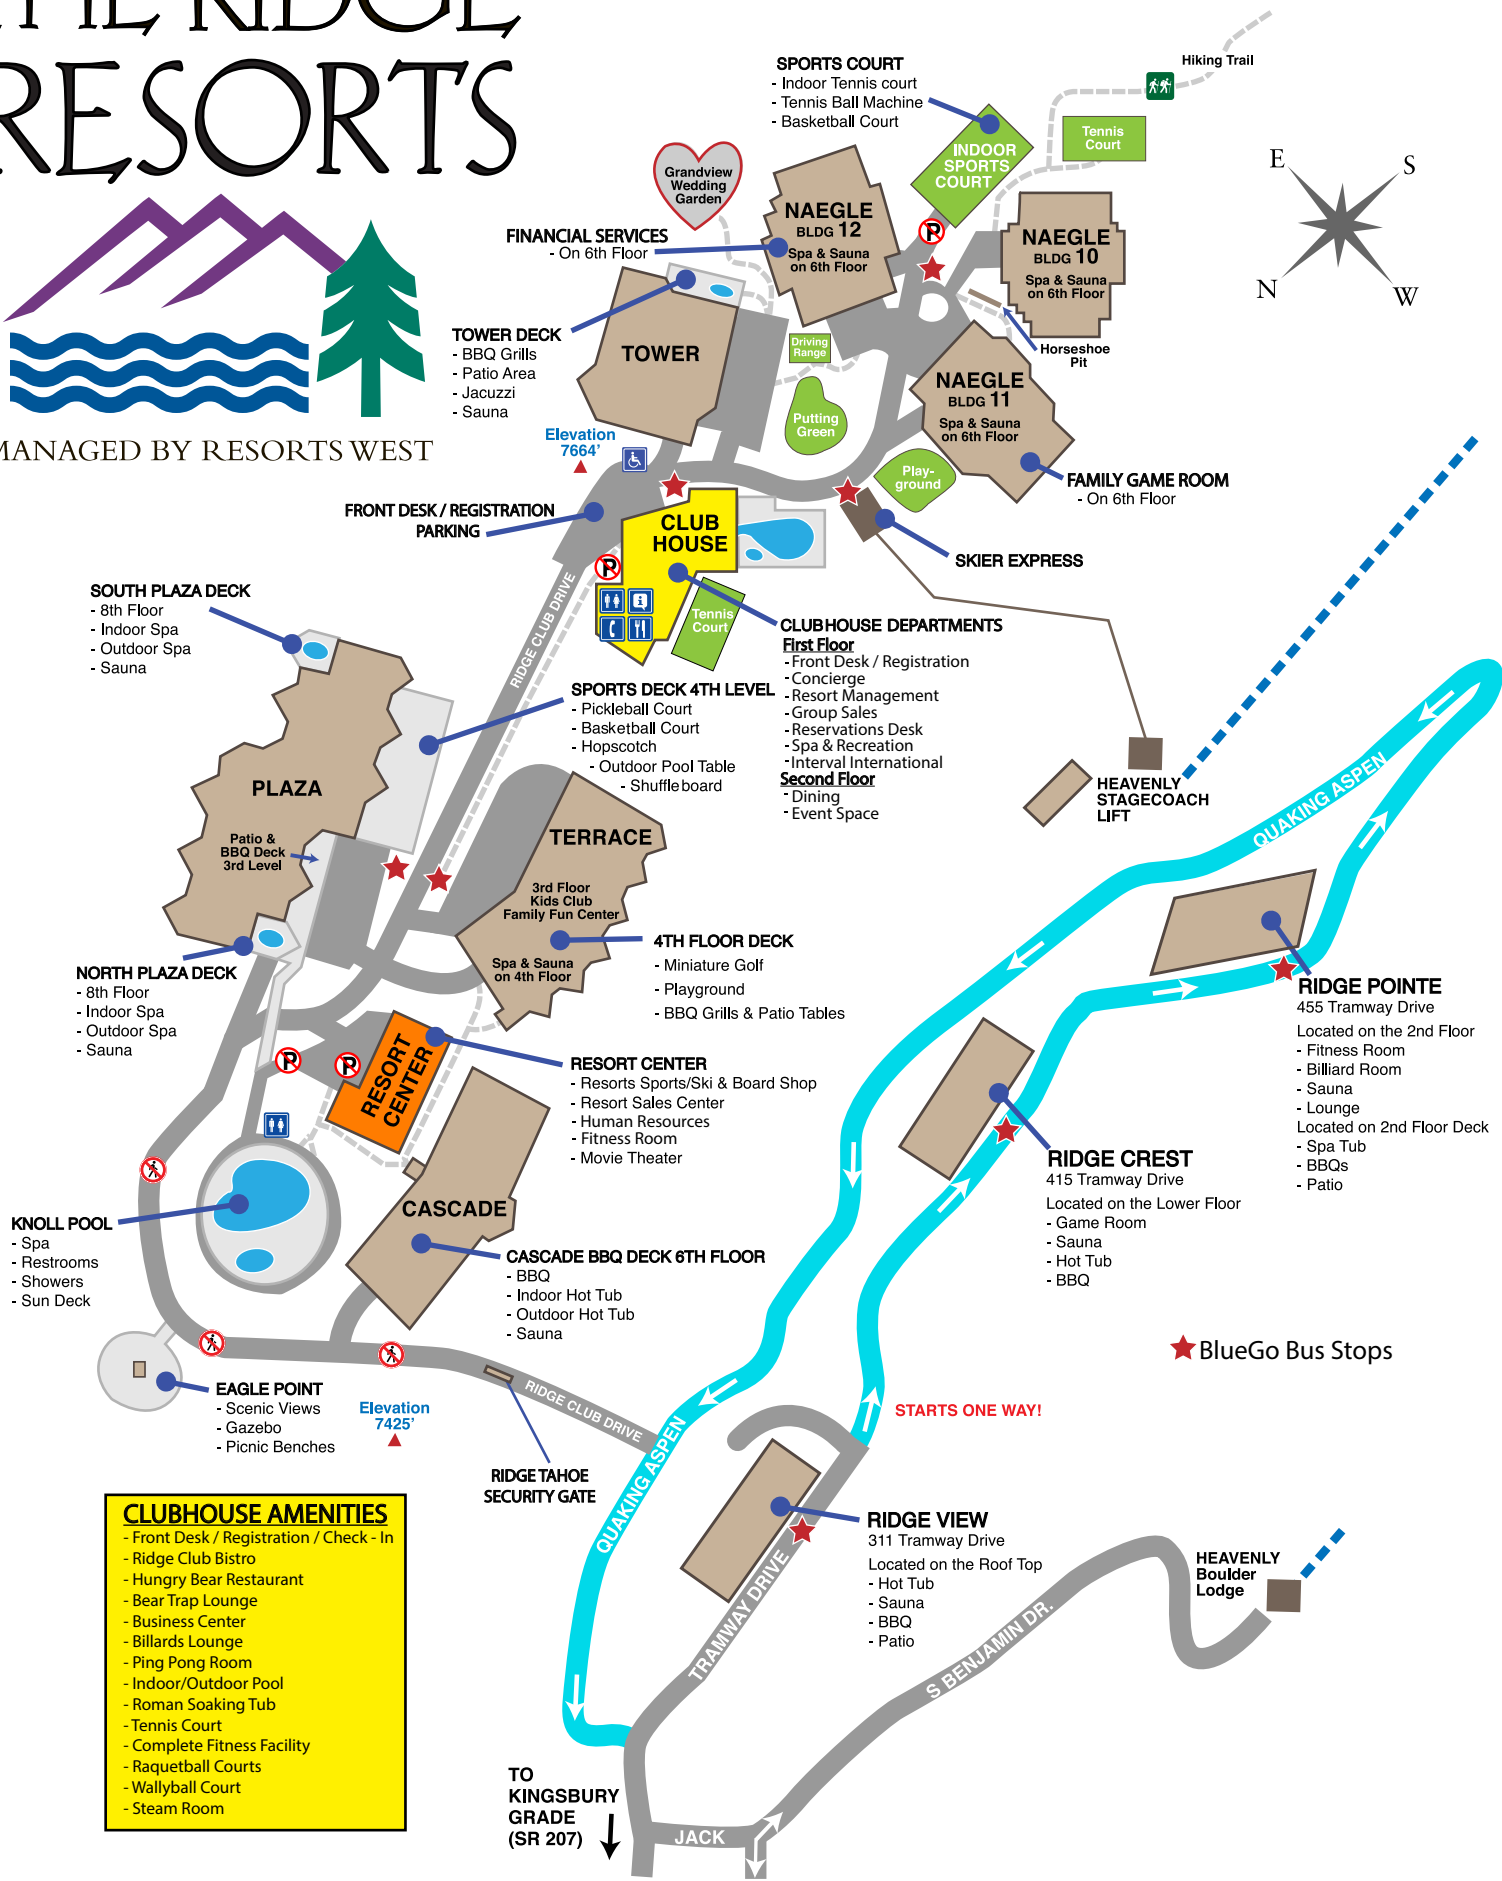 THE RIDGE
RESORTS
MANAGED BY RESORTS WEST
SPORTS COURT
- Indoor Tennis court
- Tennis Ball Machine
- Basketball Court
INDOOR
SPORTS
COURT
Hiking Trail
Tennis
Court
E
S
N
W
Grandview
Wedding
Garden
NAEGLE
BLDG 12
Spa & Sauna
on 6th Floor
P
NAEGLE
BLDG 10
Spa & Sauna
on 6th Floor
FINANCIAL SERVICES
- On 6th Floor
TOWER DECK
- BBQ Grills
- Patio Area
- Jacuzzi
- Sauna
TOWER
Driving
Range
Horseshoe
Pit
NAEGLE
BLDG 11
Spa & Sauna
on 6th Floor
Putting
Green
Elevation
7664'
Play-
ground
FAMILY GAME ROOM
- On 6th Floor
FRONT DESK / REGISTRATION
PARKING
CLUB
HOUSE
SKIER EXPRESS
P
Tennis
Court
RIDGE CLUB DRIVE
SOUTH PLAZA DECK
- 8th Floor
- Indoor Spa
- Outdoor Spa
- Sauna
CLUBHOUSE DEPARTMENTS
First Floor
- Front Desk / Registration
- Concierge
- Resort Management
- Group Sales
- Reservations Desk
- Spa & Recreation
- Interval International
Second Floor
- Dining
- Event Space
SPORTS DECK 4TH LEVEL
- Pickleball Court
- Basketball Court
- Hopscotch
- Outdoor Pool Table
- Shuffleboard
PLAZA
Patio &
BBQ Deck
3rd Level
HEAVENLY
STAGECOACH
LIFT
QUAKING ASPEN
TERRACE
3rd Floor
Kids Club
Family Fun Center
Spa & Sauna
on 4th Floor
4TH FLOOR DECK
- Miniature Golf
- Playground
- BBQ Grills & Patio Tables
NORTH PLAZA DECK
- 8th Floor
- Indoor Spa
- Outdoor Spa
- Sauna
RIDGE POINTE
455 Tramway Drive
Located on the 2nd Floor
- Fitness Room
- Billiard Room
- Sauna
- Lounge
Located on 2nd Floor Deck
- Spa Tub
- BBQs
- Patio
P
P
RESORT
CENTER
RESORT CENTER
- Resorts Sports/Ski & Board Shop
- Resort Sales Center
- Human Resources
- Fitness Room
- Movie Theater
RIDGE CREST
415 Tramway Drive
Located on the Lower Floor
- Game Room
- Sauna
- Hot Tub
- BBQ
KNOLL POOL
- Spa
- Restrooms
- Showers
- Sun Deck
CASCADE
CASCADE BBQ DECK 6TH FLOOR
- BBQ
- Indoor Hot Tub
- Outdoor Hot Tub
- Sauna
BlueGo Bus Stops
EAGLE POINT
- Scenic Views
- Gazebo
- Picnic Benches
Elevation
7425'
RIDGE CLUB DRIVE
STARTS ONE WAY!
RIDGE TAHOE
SECURITY GATE
QUAKING ASPEN
RIDGE VIEW
311 Tramway Drive
Located on the Roof Top
- Hot Tub
- Sauna
- BBQ
- Patio
TRAMWAY DRIVE
HEAVENLY
Boulder
Lodge
S BENJAMIN DR.
CLUBHOUSE AMENITIES
- Front Desk / Registration / Check - In
- Ridge Club Bistro
- Hungry Bear Restaurant
- Bear Trap Lounge
- Business Center
- Billards Lounge
- Ping Pong Room
- Indoor/Outdoor Pool
- Roman Soaking Tub
- Tennis Court
- Complete Fitness Facility
- Raquetball Courts
- Wallyball Court
- Steam Room
TO
KINGSBURY
GRADE
(SR 207)
JACK